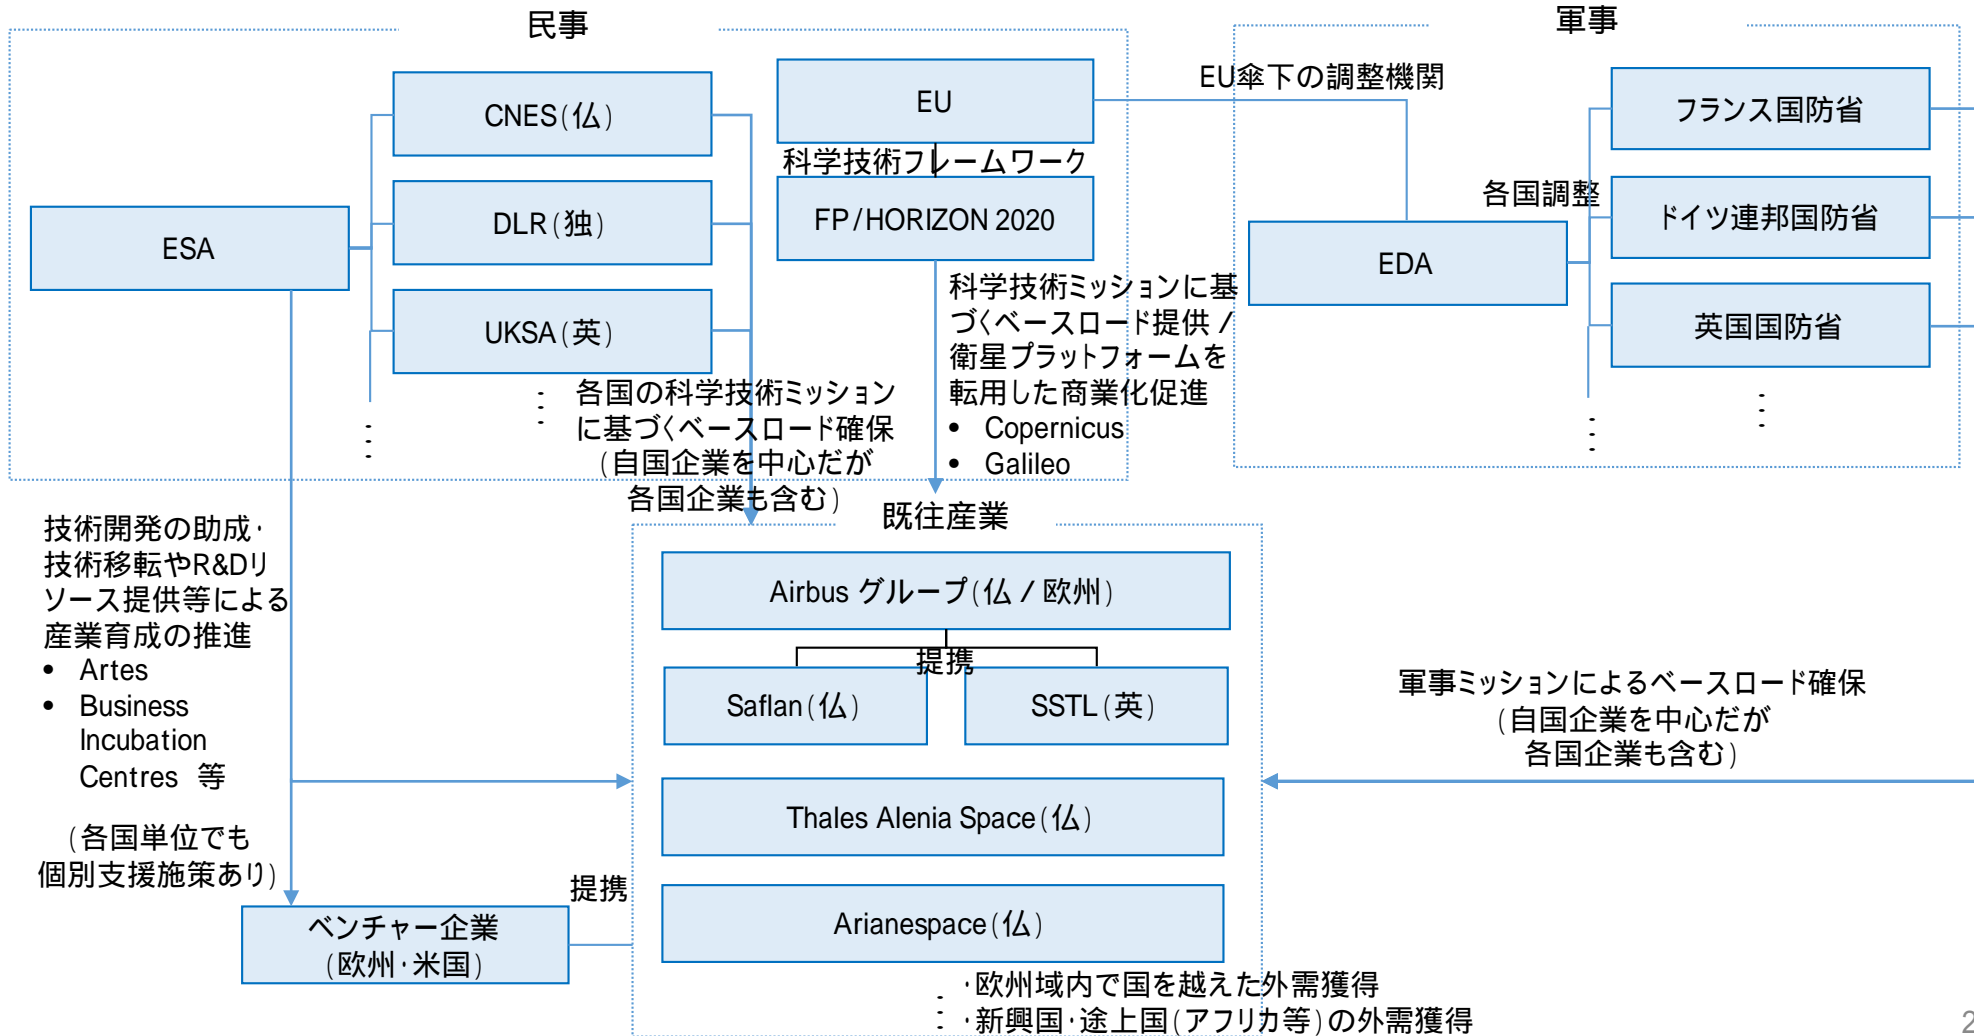 民事
軍事
CNES(仏)
EU
EU傘下の調整機関
フランス国防省
科学技術フレームワーク
DLR(独)
FP/HORIZON 2020
各国調整
ドイツ連邦国防省
ESA
EDA
UKSA(英)
英国国防省
科学技術ミッションに基
づくベースロード提供 /
衛星プラットフォームを
転用した商業化促進
• Copernicus
• Galileo
各国の科学技術ミッション
に基づくベースロード確保
(自国企業を中心だが
各国企業も含む)
既往産業
技術開発の助成・
技術移転やR&Dリ
ソース提供等による
産業育成の推進
• Artes
• Business
Incubation
Centres 等
(各国単位でも
個別支援施策あり)
Airbus グループ(仏 / 欧州)
提携
Saflan(仏)
SSTL(英)
軍事ミッションによるベースロード確保
(自国企業を中心だが
各国企業も含む)
Thales Alenia Space(仏)
提携
ベンチャー企業
(欧州・米国)
Arianespace(仏)
・欧州域内で国を越えた外需獲得
・新興国・途上国(アフリカ等)の外需獲得
2